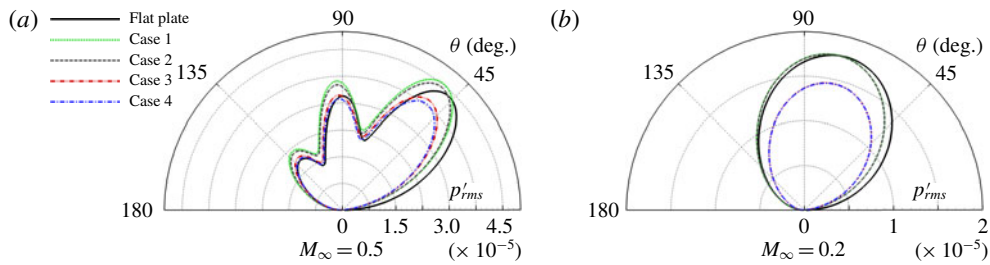 (a)
Flat plate
Case 1
Case 2
Case 3
Case 4
90
θ (deg.)
135
45
180
p′rms
0 1.5 3.0 4.5
M∞ = 0.5 (× 10⁻⁵)
(b)
90
θ (deg.)
135
45
180
p′rms
0 1 2
M∞ = 0.2 (× 10⁻⁵)